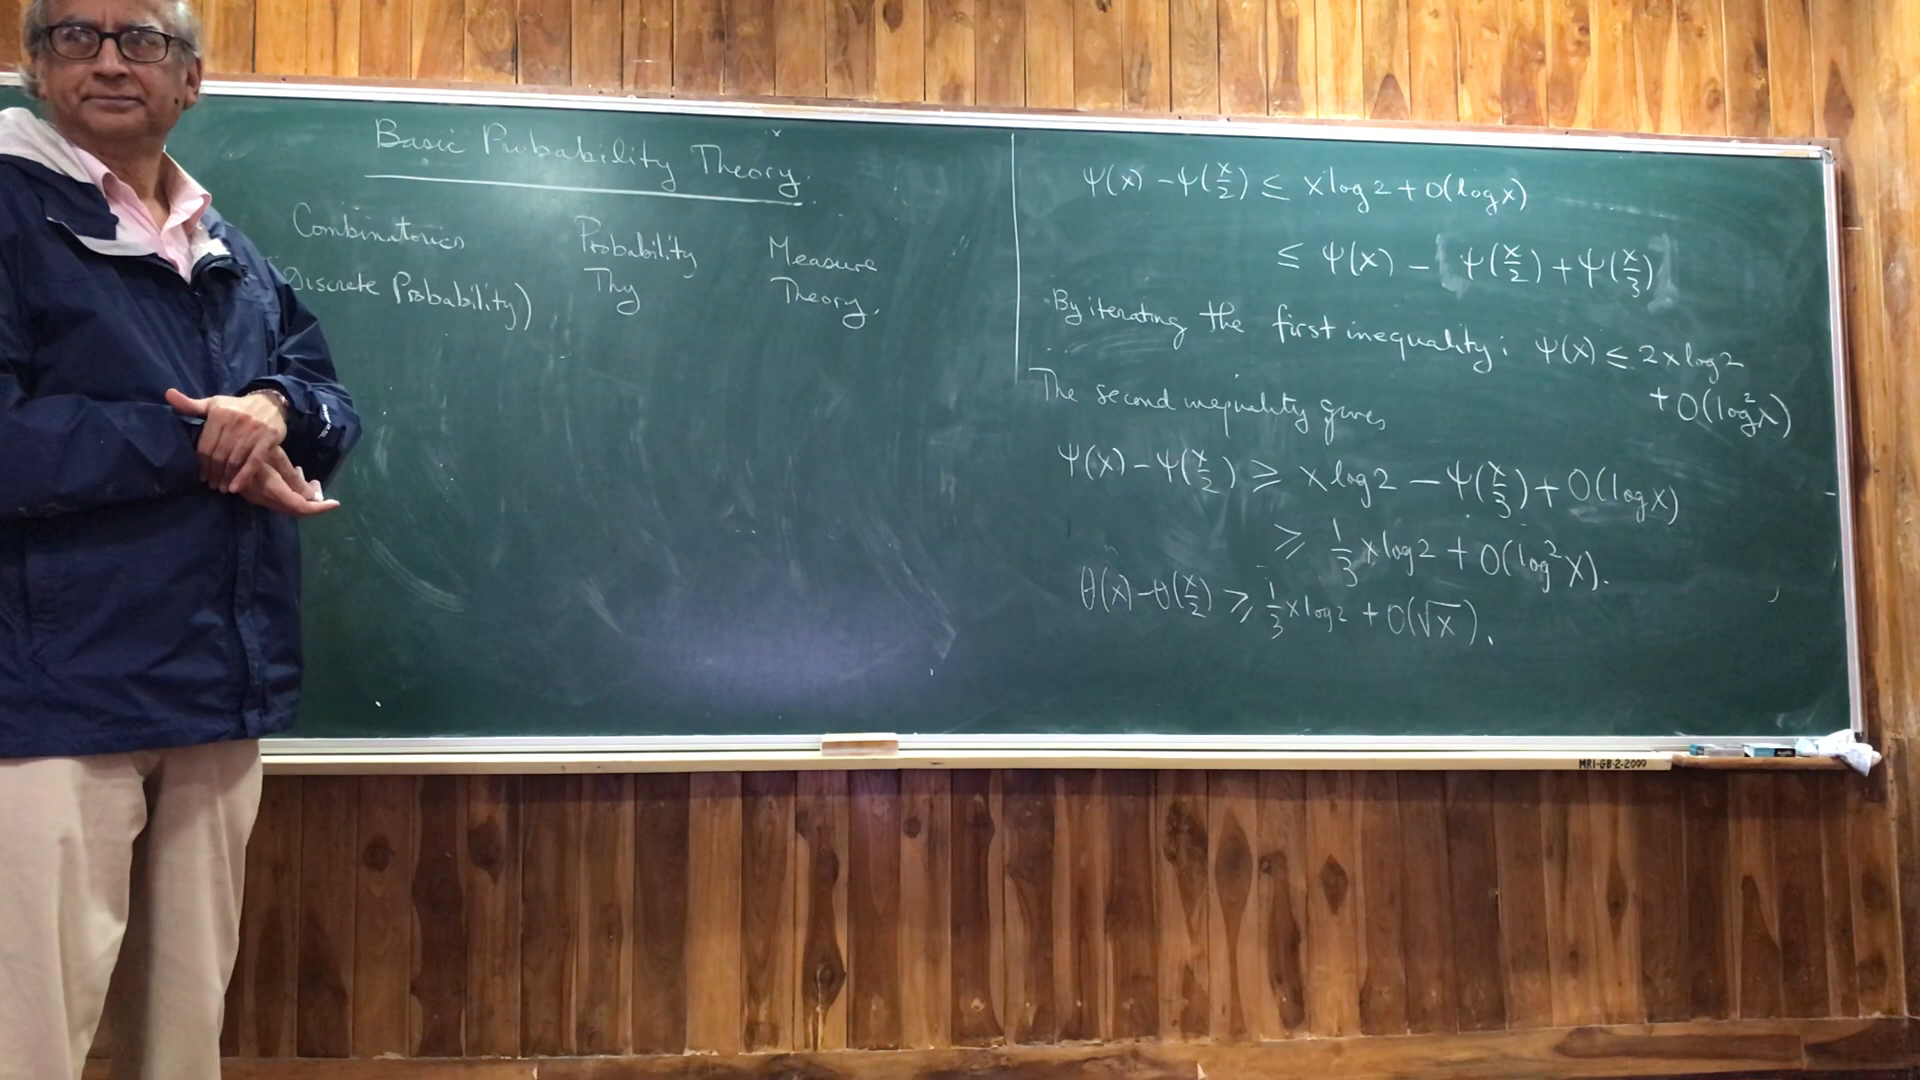 Basic Probability Theory.
Combinatorics
Discrete Probability)
Probability
Thy
Measure
Theory.
ψ(x) - ψ(x/2) ≤ x log 2 + O(log x)
≤ ψ(x) - ψ(x/2) + ψ(x/3)
By iterating the first inequality: ψ(x) ≤ 2x log 2
+ O(log² x)
The second inequality gives
ψ(x) - ψ(x/2) ≥ x log 2 - ψ(x/3) + O(log x)
≥ 1/3 x log 2 + O(log² x).
θ(x) - θ(x/2) ≥ 1/3 x log 2 + O(√x).
MRI-GB-2-2000